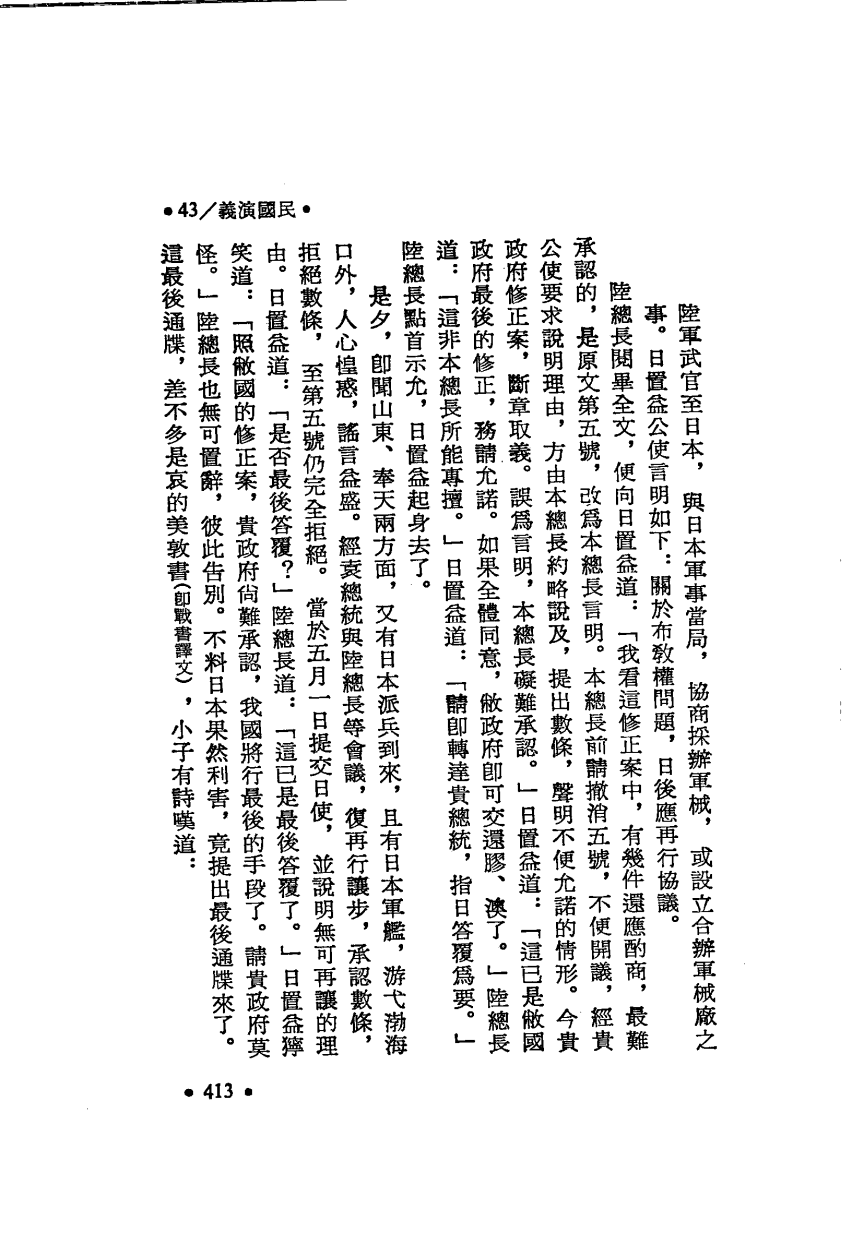 •43／義演國民•
陸軍武官至日本，與日本軍事當局，協商採辦軍械，或設立合辦軍械廠之
事。日置益公使言明如下：關於布敎權問題，日後應再行協議。
陸總長閱畢全文，便向日置益道：「我看這修正案中，有幾件還應酌商，最難
承認的，是原文第五號，改爲本總長言明。本總長前請撤消五號，不便開議，經貴
公使要求說明理由，方由本總長約略說及，提出數條，聲明不便允諾的情形。今貴
政府修正案，斷章取義。誤爲言明，本總長礙難承認。」日置益道：「這已是敝國
政府最後的修正，務請允諾。如果全體同意，敝政府卽可交還膠、澳了。」陸總長
道：「這非本總長所能專擅。」日置益道：「請卽轉達貴總統，指日答覆爲要。」
陸總長點首示允，日置益起身去了。
是夕，卽聞山東、奉天兩方面，又有日本派兵到來，且有日本軍艦，游弋渤海
口外，人心惶惑，謠言益盛。經袁總統與陸總長等會議，復再行讓步，承認數條，
拒絕數條，至第五號仍完全拒絕。當於五月一日提交日使，並說明無可再讓的理
由。日置益道：「是否最後答覆？」陸總長道：「這已是最後答覆了。」日置益獰
笑道：「照敝國的修正案，貴政府尙難承認，我國將行最後的手段了。請貴政府莫
怪。」陸總長也無可置辭，彼此告別。不料日本果然利害，竟提出最後通牒來了。
這最後通牒，差不多是哀的美敦書（卽戰書譯文），小子有詩嘆道：
•413•